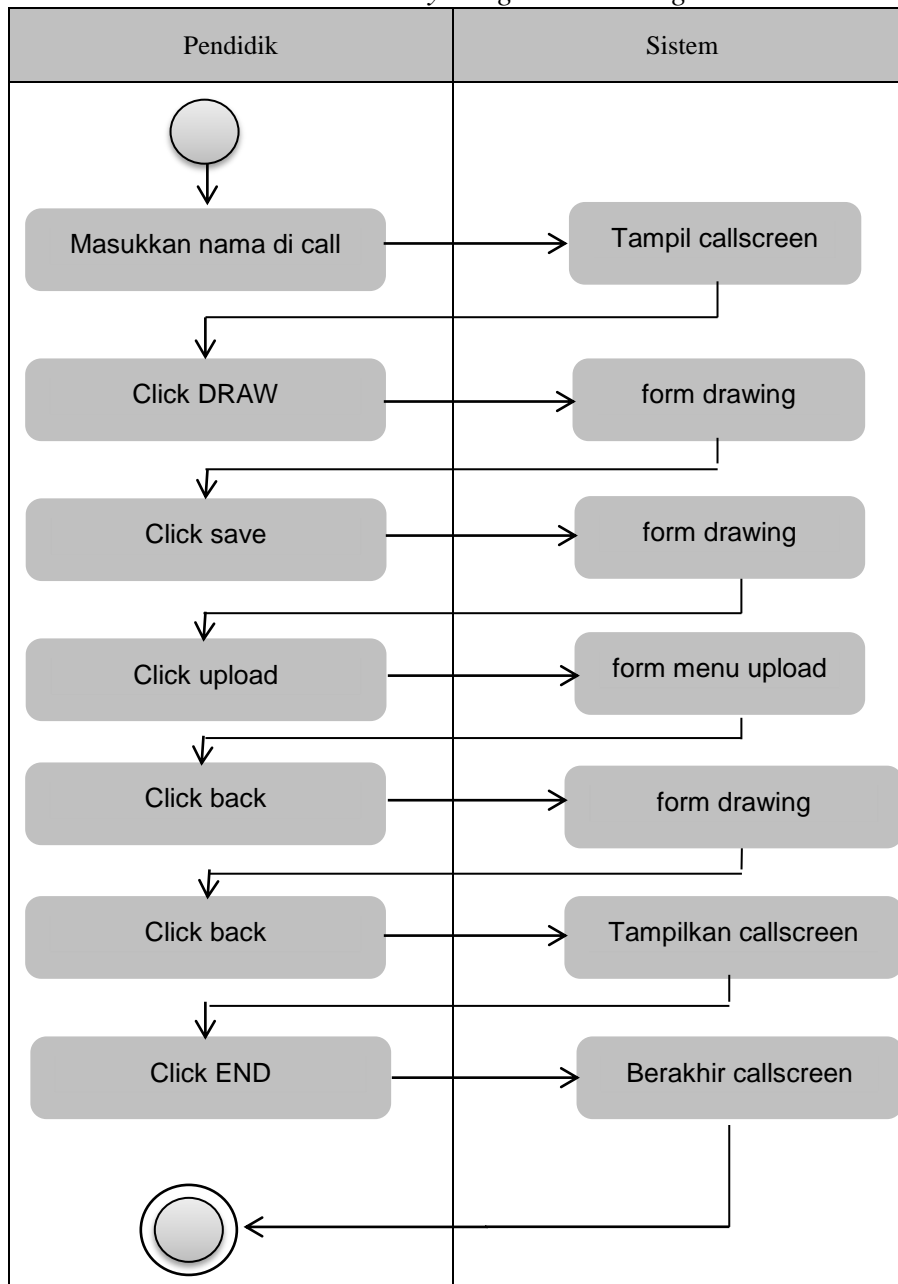 Pendidik Sistem
Masukkan nama di call Tampil callscreen
Click DRAW form drawing
Click save form drawing
Click upload form menu upload
Click back form drawing
Click back Tampilkan callscreen
Click END Berakhir callscreen